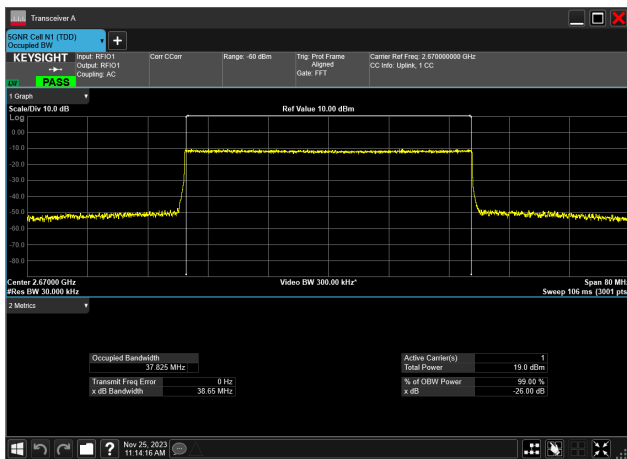 Transceiver A
5GNR Cell N1 (TDD)
Occupied BW
KEYSIGHT
PASS
Input: RFIO1
Output: RFIO1
Coupling: AC
Corr CCorr
Range: -60 dBm
Trig: Prot Frame
Aligned
Gate: FFT
Carrier Ref Freq: 2.670000000 GHz
CC Info: Uplink, 1 CC
1 Graph
Scale/Div 10.0 dB
Ref Value 10.00 dBm
Log
0.00
-10.0
-20.0
-30.0
-40.0
-50.0
-60.0
-70.0
-80.0
Center 2.67000 GHz
Video BW 300.00 kHz*
Span 80 MHz
#Res BW 30.000 kHz
Sweep 106 ms (3001 pts
2 Metrics
Occupied Bandwidth
37.825 MHz
Transmit Freq Error 0 Hz
x dB Bandwidth 38.65 MHz
Active Carrier(s) 1
Total Power 19.0 dBm
% of OBW Power 99.00 %
x dB -26.00 dB
Nov 25, 2023
11:14:16 AM